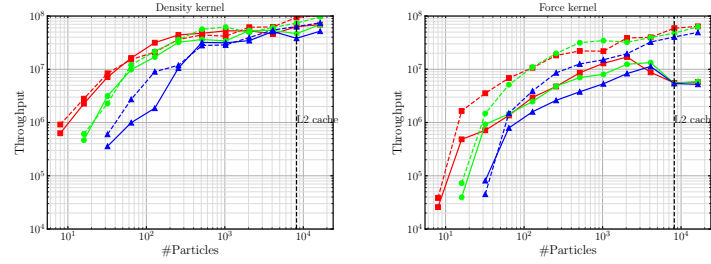 Density kernel
10^8
10^7
10^6
10^5
10^4
Throughput
L2 cache
10^1
10^2
10^3
10^4
#Particles
Force kernel
10^8
10^7
10^6
10^5
10^4
Throughput
L2 cache
10^1
10^2
10^3
10^4
#Particles